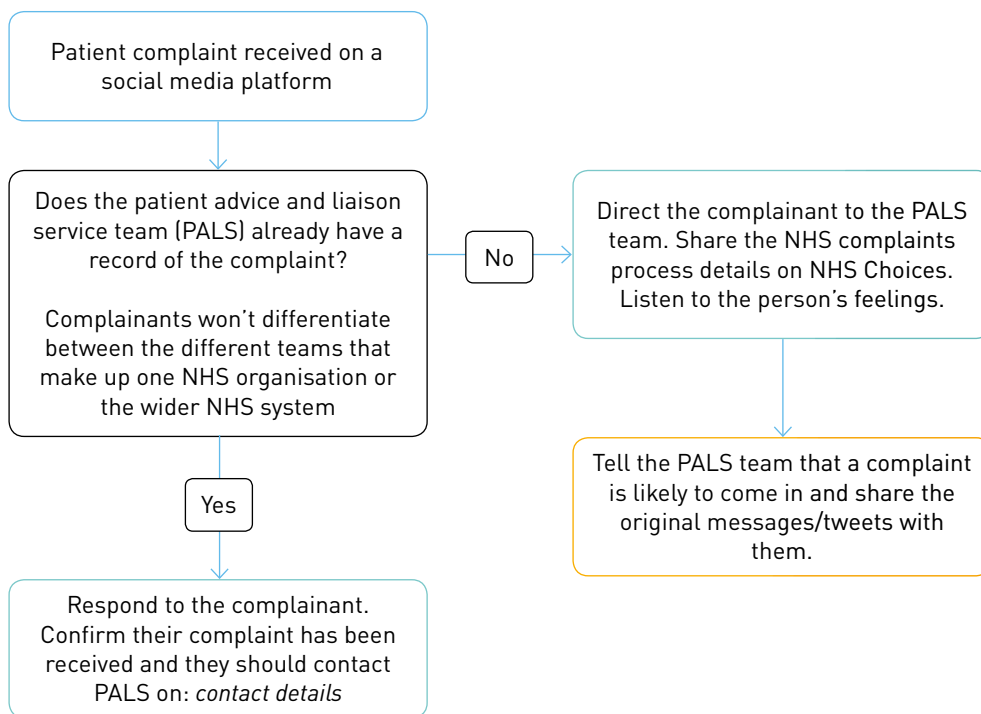 Patient complaint received on a
social media platform
Does the patient advice and liaison
service team (PALS) already have a
record of the complaint?
Complainants won’t differentiate
between the different teams that
make up one NHS organisation or
the wider NHS system
No
Direct the complainant to the PALS
team. Share the NHS complaints
process details on NHS Choices.
Listen to the person’s feelings.
Tell the PALS team that a complaint
is likely to come in and share the
original messages/tweets with
them.
Yes
Respond to the complainant.
Confirm their complaint has been
received and they should contact
PALS on: contact details